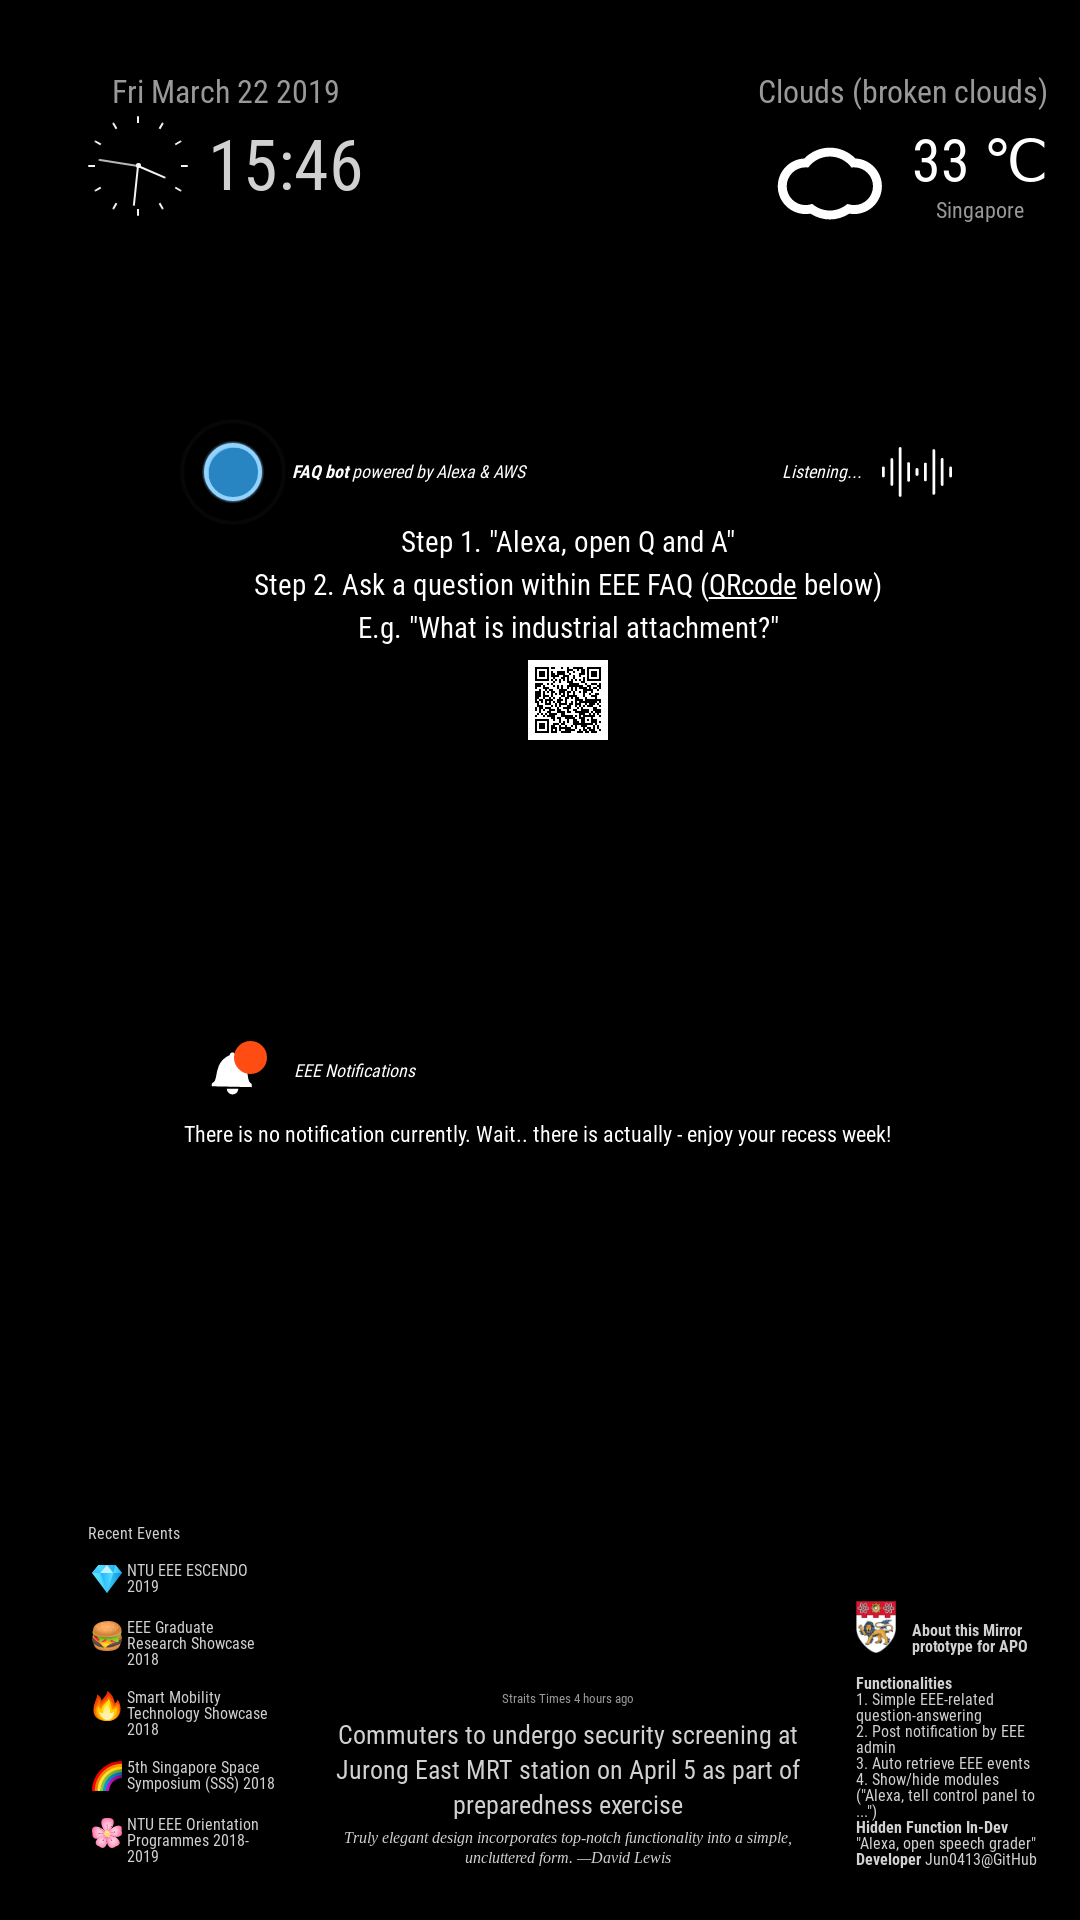 Fri March 22 2019
15:46
Clouds (broken clouds)
33 °C
Singapore
FAQ bot powered by Alexa & AWS
Listening...
Step 1. "Alexa, open Q and A"
Step 2. Ask a question within EEE FAQ (QRcode below)
E.g. "What is industrial attachment?"
EEE Notifications
There is no notification currently. Wait.. there is actually - enjoy your recess week!
Recent Events
NTU EEE ESCENDO
2019
EEE Graduate
Research Showcase
2018
Smart Mobility
Technology Showcase
2018
5th Singapore Space
Symposium (SSS) 2018
NTU EEE Orientation
Programmes 2018-
2019
Straits Times 4 hours ago
Commuters to undergo security screening at
Jurong East MRT station on April 5 as part of
preparedness exercise
Truly elegant design incorporates top-notch functionality into a simple,
uncluttered form. —David Lewis
About this Mirror
prototype for APO
Functionalities
1. Simple EEE-related
question-answering
2. Post notification by EEE
admin
3. Auto retrieve EEE events
4. Show/hide modules
("Alexa, tell control panel to
...")
Hidden Function In-Dev
"Alexa, open speech grader"
Developer Jun0413@GitHub